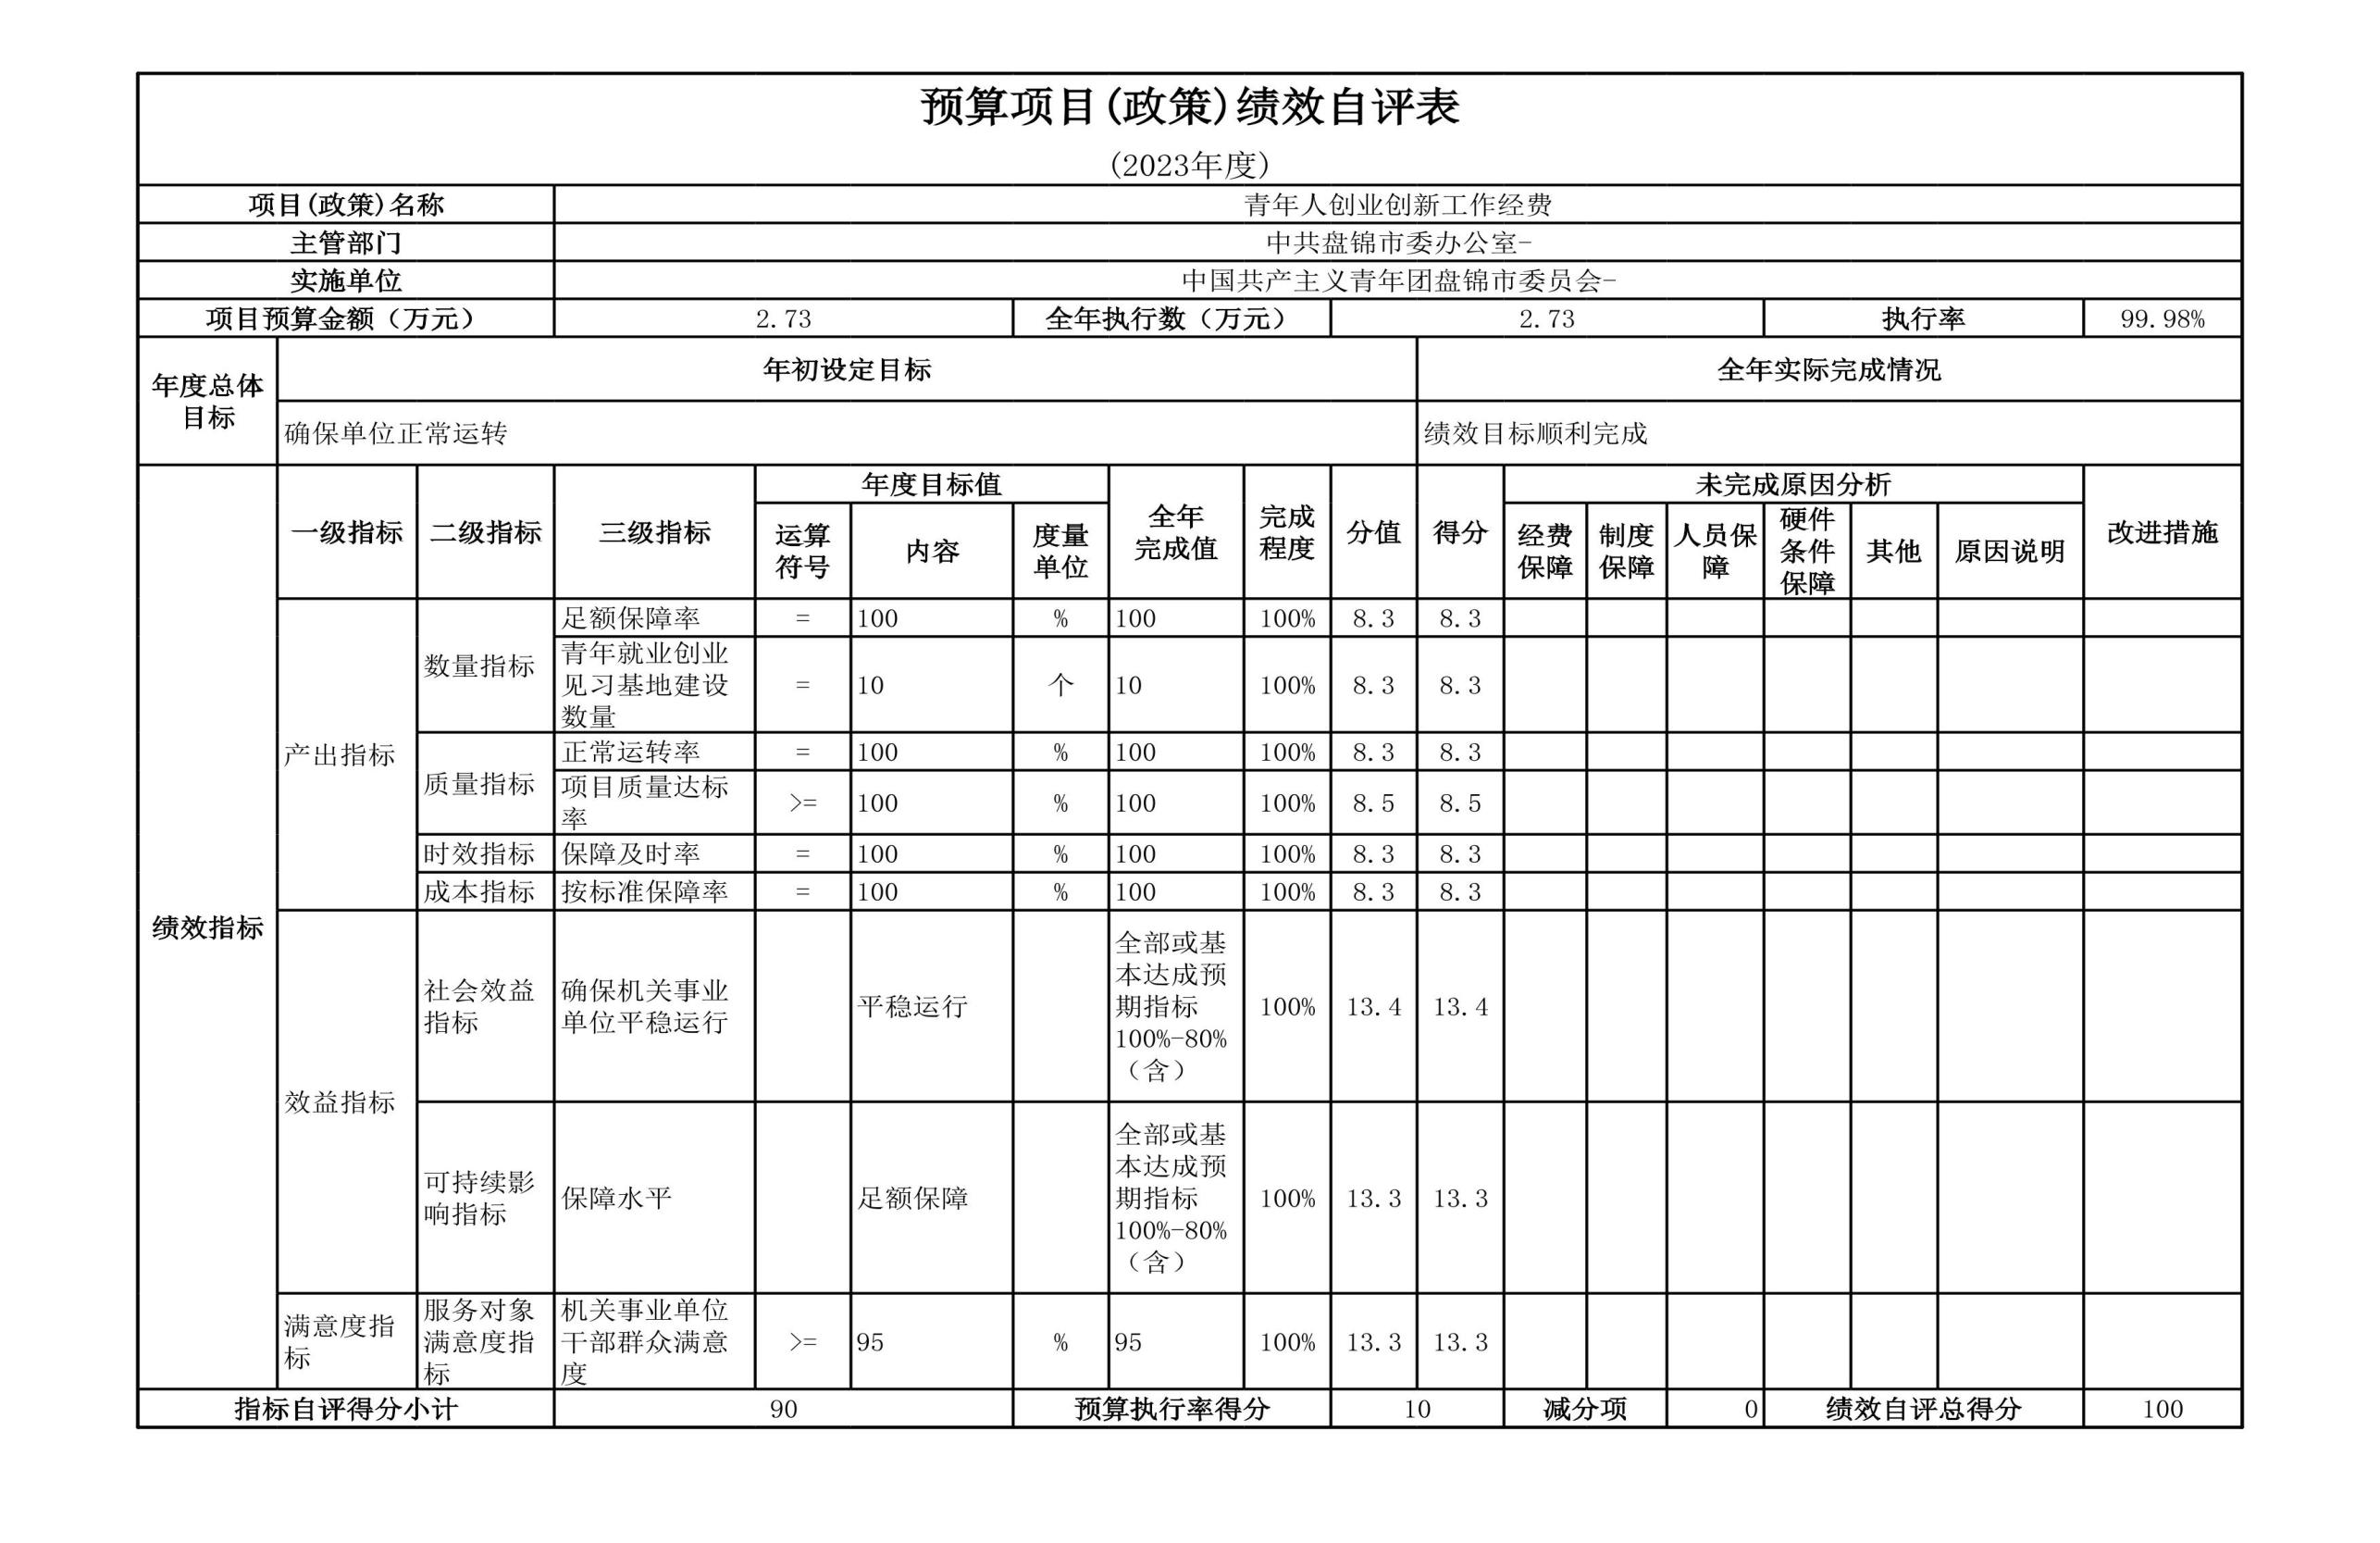 预算项目(政策)绩效自评表
(2023年度)
项目(政策)名称 青年人创业创新工作经费
主管部门 中共盘锦市委办公室-
实施单位 中国共产主义青年团盘锦市委员会-
项目预算金额（万元） 2.73 全年执行数（万元） 2.73 执行率 99.98%
年度总体
目标
年初设定目标 全年实际完成情况
确保单位正常运转 绩效目标顺利完成
绩效指标
一级指标 二级指标 三级指标
年度目标值
运算
符号
内容
度量
单位
全年
完成值
完成
程度
分值 得分
未完成原因分析
经费
保障
制度
保障
人员保
障
硬件
条件
保障
其他 原因说明
改进措施
产出指标
数量指标
足额保障率 = 100 % 100 100% 8.3 8.3
青年就业创业
见习基地建设
数量
= 10 个 10 100% 8.3 8.3
质量指标
正常运转率 = 100 % 100 100% 8.3 8.3
项目质量达标
率
>= 100 % 100 100% 8.5 8.5
时效指标 保障及时率 = 100 % 100 100% 8.3 8.3
成本指标 按标准保障率 = 100 % 100 100% 8.3 8.3
效益指标
社会效益
指标
确保机关事业
单位平稳运行
平稳运行
全部或基
本达成预
期指标
100%-80%
（含）
100% 13.4 13.4
可持续影
响指标
保障水平
足额保障
全部或基
本达成预
期指标
100%-80%
（含）
100% 13.3 13.3
满意度指
标
服务对象
满意度指
标
机关事业单位
干部群众满意
度
>= 95 % 95 100% 13.3 13.3
指标自评得分小计 90 预算执行率得分 10 减分项 0 绩效自评总得分 100